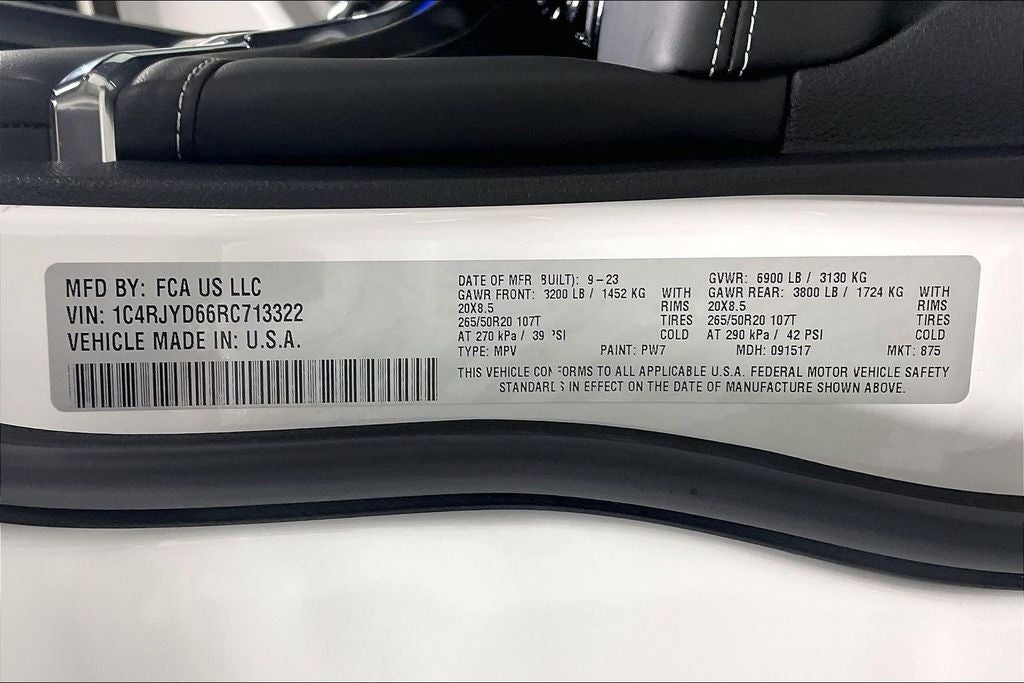 MFD BY: FCA US LLC
VIN: 1C4RJYD66RC713322
VEHICLE MADE IN: U.S.A.
DATE OF MFR BUILT): 9-23
GAWR FRONT: 3200 LB / 1452 KG WITH
20X8.5 RIMS
265/50R20 107T TIRES
AT 270 kPa / 39 PSI COLD
TYPE: MPV PAINT: PW7
GVWR: 6900 LB / 3130 KG
GAWR REAR: 3800 LB / 1724 KG WITH
20X8.5 RIMS
265/50R20 107T TIRES
AT 290 kPa / 42 PSI COLD
MDH: 091517 MKT: 875
THIS VEHICLE CONFORMS TO ALL APPLICABLE U.S.A. FEDERAL MOTOR VEHICLE SAFETY
STANDARDS IN EFFECT ON THE DATE OF MANUFACTURE SHOWN ABOVE.